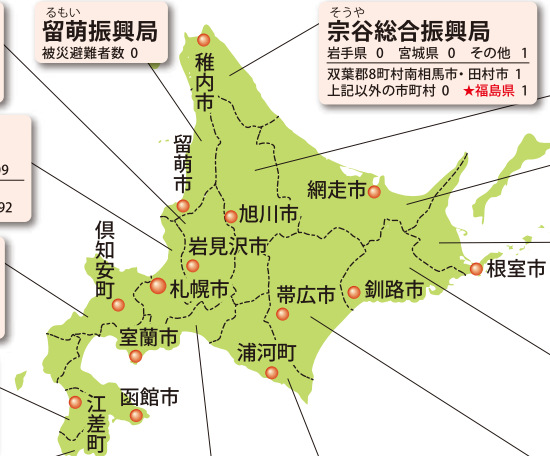 るもい
留萌振興局
被災避難者数 0
そうや
宗谷総合振興局
岩手県 0 宮城県 0 その他 1
双葉郡8町村南相馬市・田村市 1
上記以外の市町村 0 ★福島県 1
稚内市
留萌市
網走市
旭川市
倶知安町
岩見沢市
札幌市
根室市
釧路市
帯広市
室蘭市
浦河町
函館市
江差町
09
92